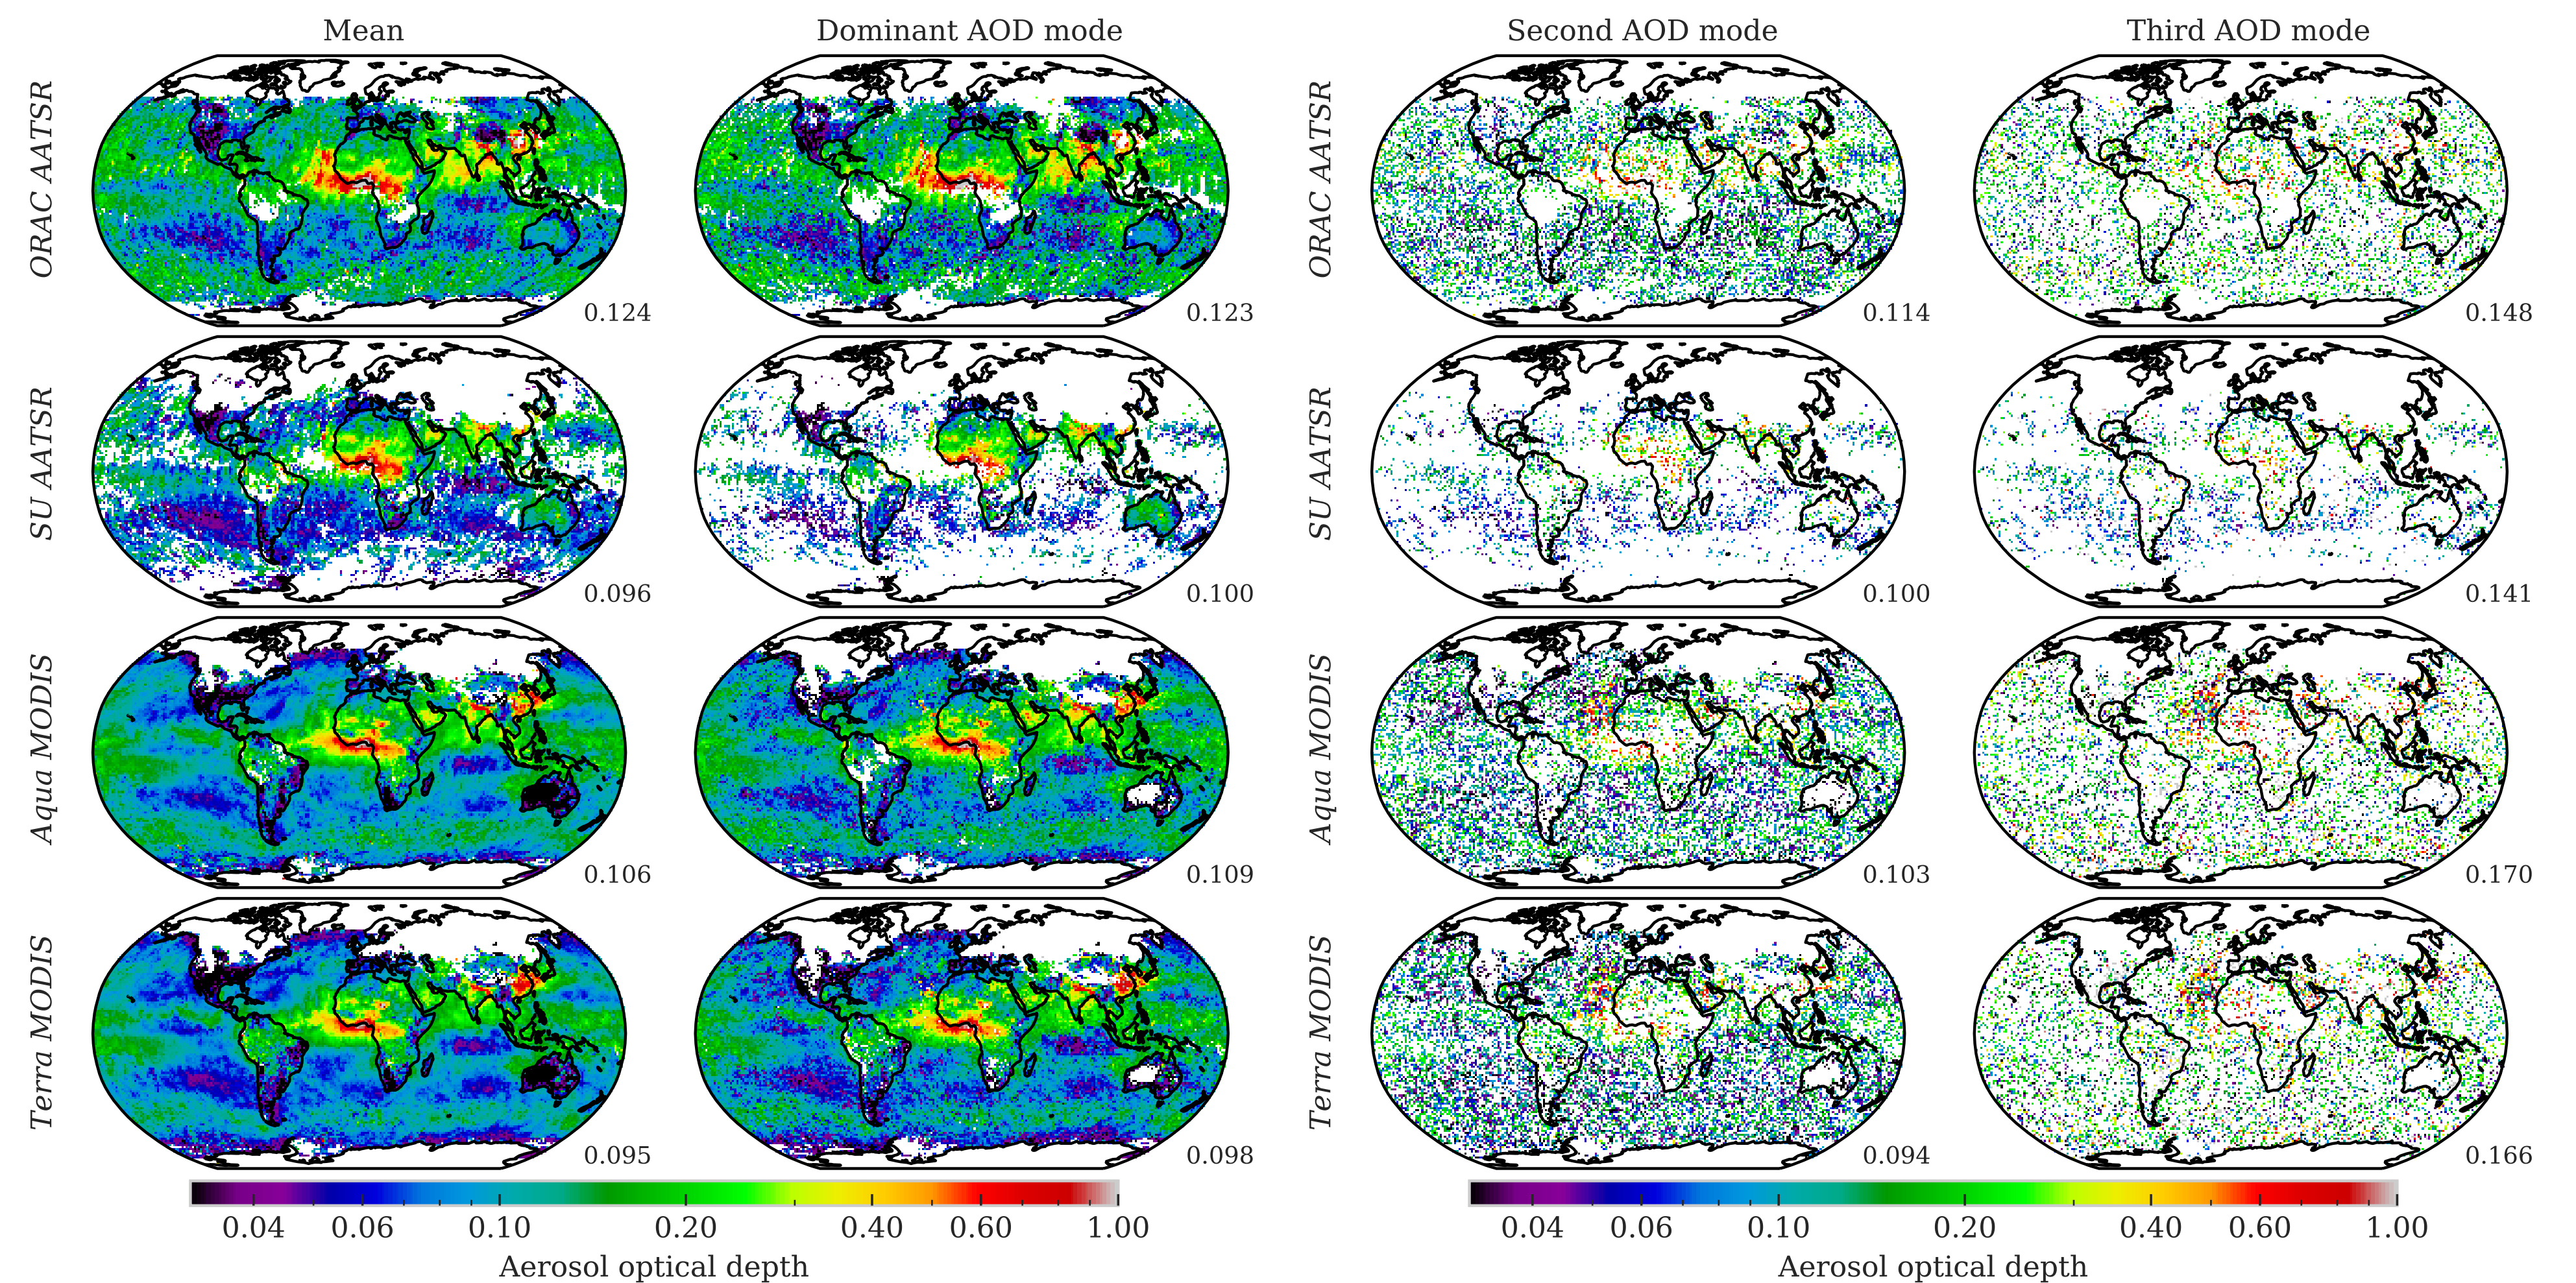 Mean
Dominant AOD mode
Second AOD mode
Third AOD mode
ORAC AATSR
0.124
0.123
ORAC AATSR
0.114
0.148
SU AATSR
0.096
0.100
SU AATSR
0.100
0.141
Aqua MODIS
0.106
0.109
Aqua MODIS
0.103
0.170
Terra MODIS
0.095
0.098
Terra MODIS
0.094
0.166
0.04 0.06 0.10 0.20 0.40 0.60 1.00
Aerosol optical depth
0.04 0.06 0.10 0.20 0.40 0.60 1.00
Aerosol optical depth